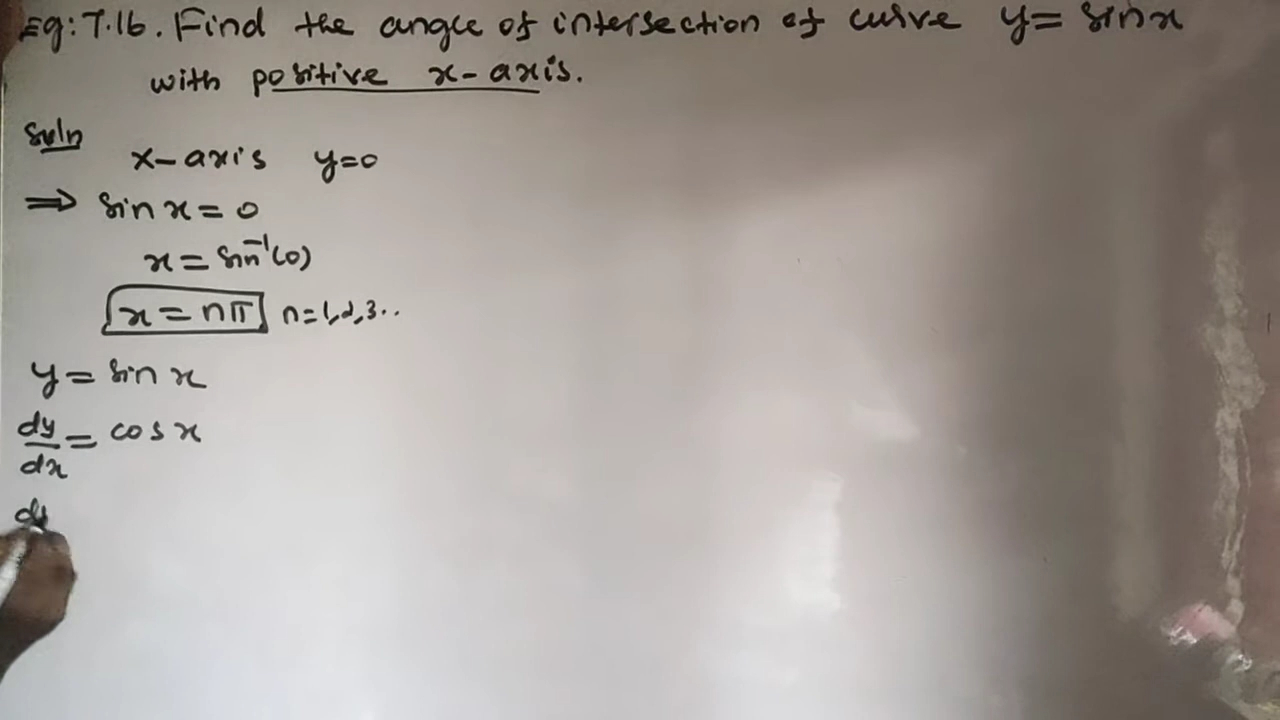 Eg: 7.16. Find the angle of intersection of curve y = sin x
with positive x-axis.
Soln
x-axis y=0
⇒ sin x = 0
x = sin⁻¹(0)
x = nπ n=1,2,3..
y = sin x
dy/dx = cos x
dy